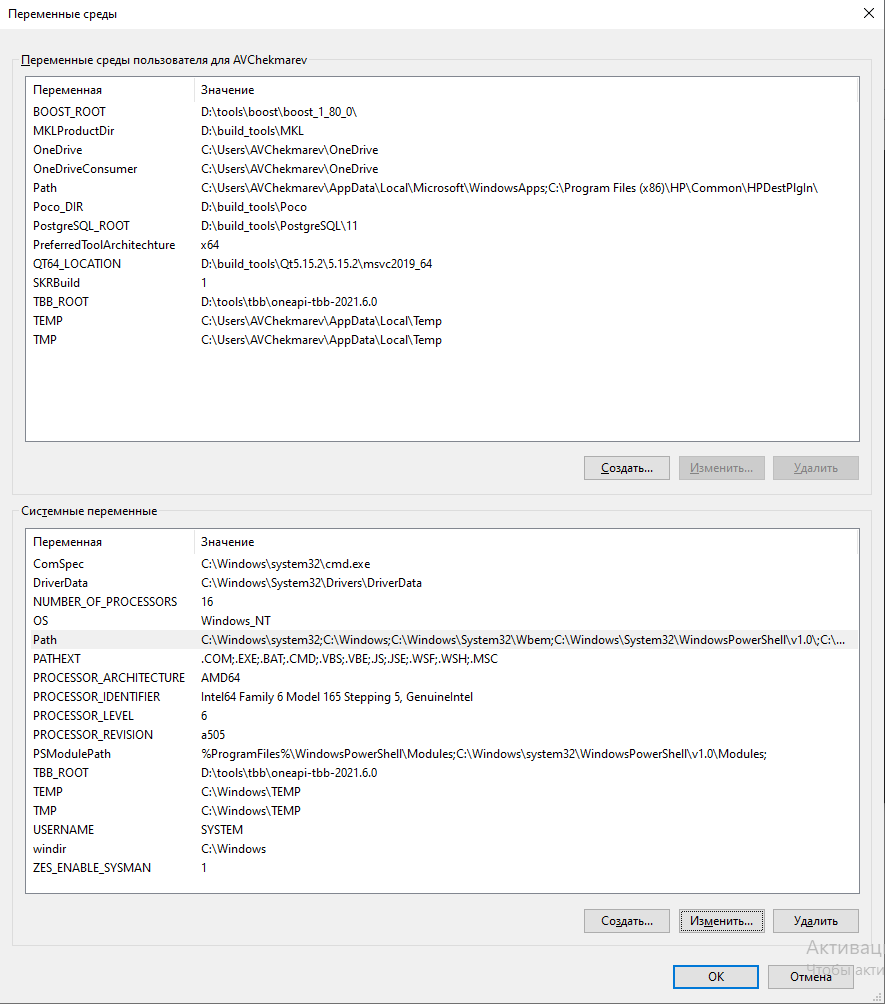 Переменные среды
Переменные среды пользователя для AVChekmarev
Переменная Значение
BOOST_ROOT D:\tools\boost\boost_1_80_0\
MKLProductDir D:\build_tools\MKL
OneDrive C:\Users\AVChekmarev\OneDrive
OneDriveConsumer C:\Users\AVChekmarev\OneDrive
Path C:\Users\AVChekmarev\AppData\Local\Microsoft\WindowsApps;C:\Program Files (x86)\HP\Common\HPDestPlgIn\
Poco_DIR D:\build_tools\Poco
PostgreSQL_ROOT D:\build_tools\PostgreSQL\11
PreferredToolArchitechture x64
QT64_LOCATION D:\build_tools\Qt5.15.2\5.15.2\msvc2019_64
SKRBuild 1
TBB_ROOT D:\tools\tbb\oneapi-tbb-2021.6.0
TEMP C:\Users\AVChekmarev\AppData\Local\Temp
TMP C:\Users\AVChekmarev\AppData\Local\Temp
Создать... Изменить... Удалить
Системные переменные
Переменная Значение
ComSpec C:\Windows\system32\cmd.exe
DriverData C:\Windows\System32\Drivers\DriverData
NUMBER_OF_PROCESSORS 16
OS Windows_NT
Path C:\Windows\system32;C:\Windows;C:\Windows\System32\Wbem;C:\Windows\System32\WindowsPowerShell\v1.0\;C:\...
PATHEXT .COM;.EXE;.BAT;.CMD;.VBS;.VBE;.JS;.JSE;.WSF;.WSH;.MSC
PROCESSOR_ARCHITECTURE AMD64
PROCESSOR_IDENTIFIER Intel64 Family 6 Model 165 Stepping 5, GenuineIntel
PROCESSOR_LEVEL 6
PROCESSOR_REVISION a505
PSModulePath %ProgramFiles%\WindowsPowerShell\Modules;C:\Windows\system32\WindowsPowerShell\v1.0\Modules;
TBB_ROOT D:\tools\tbb\oneapi-tbb-2021.6.0
TEMP C:\Windows\TEMP
TMP C:\Windows\TEMP
USERNAME SYSTEM
windir C:\Windows
ZES_ENABLE_SYSMAN 1
Создать... Изменить... Удалить
Активац
Чтобы акти
OK Отмена